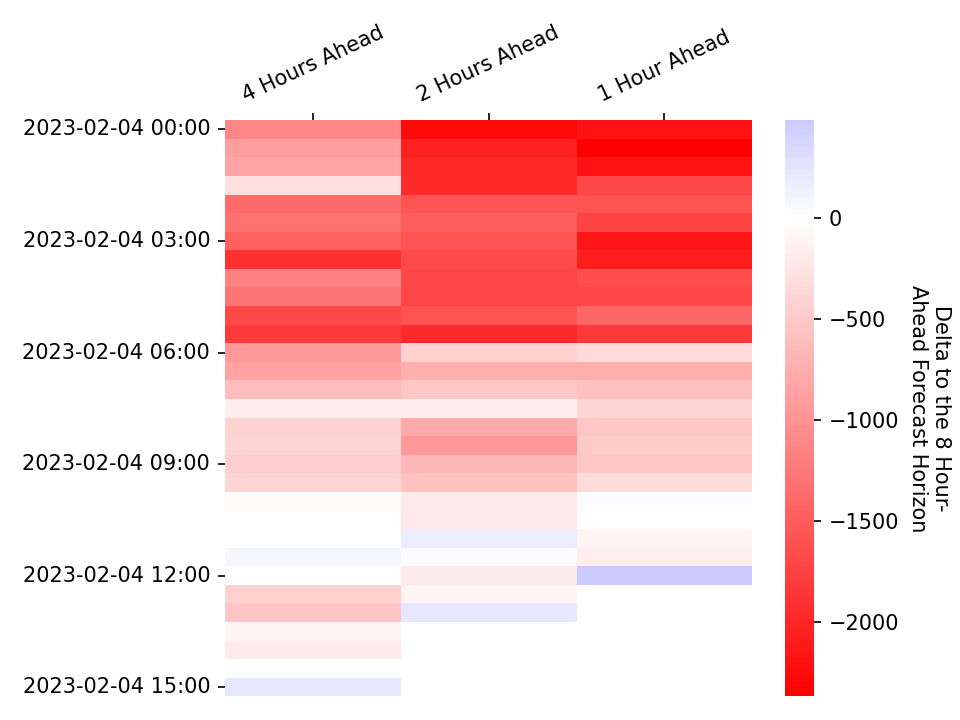 4 Hours Ahead
2 Hours Ahead
1 Hour Ahead
2023-02-04 00:00
2023-02-04 03:00
2023-02-04 06:00
2023-02-04 09:00
2023-02-04 12:00
2023-02-04 15:00
0
−500
−1000
−1500
−2000
Delta to the 8 Hour-
Ahead Forecast Horizon